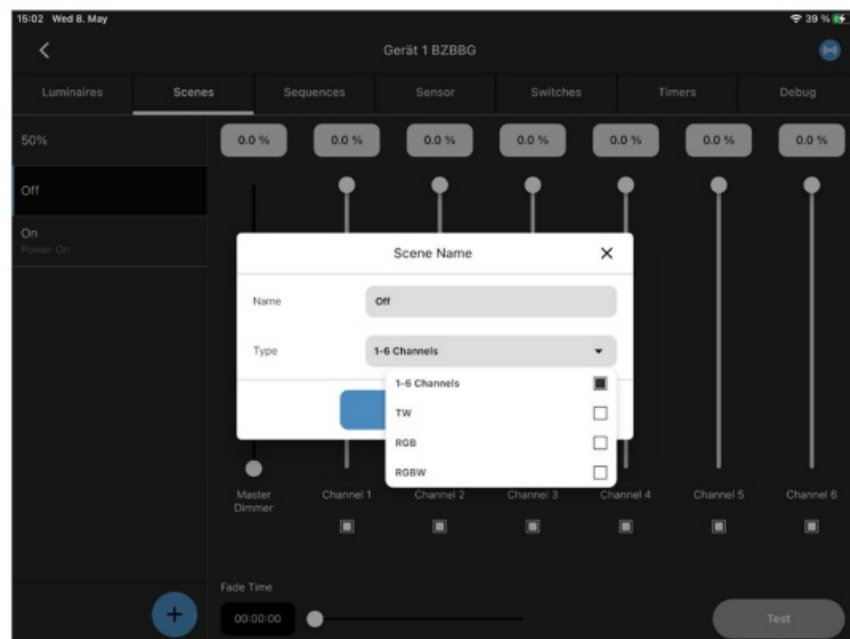 15:02 Wed 8. May
39 %
Gerät 1 BZBBG
Luminaires Scenes Sequences Sensor Switches Timers Debug
50%
0.0 % 0.0 % 0.0 % 0.0 % 0.0 % 0.0 % 0.0 %
Off
On
Power On
Scene Name
Name
Off
Type
1-6 Channels
1-6 Channels
TW
RGB
RGBW
Master
Dimmer
Channel 1 Channel 2 Channel 3 Channel 4 Channel 5 Channel 6
Fade Time
00:00:00
Test